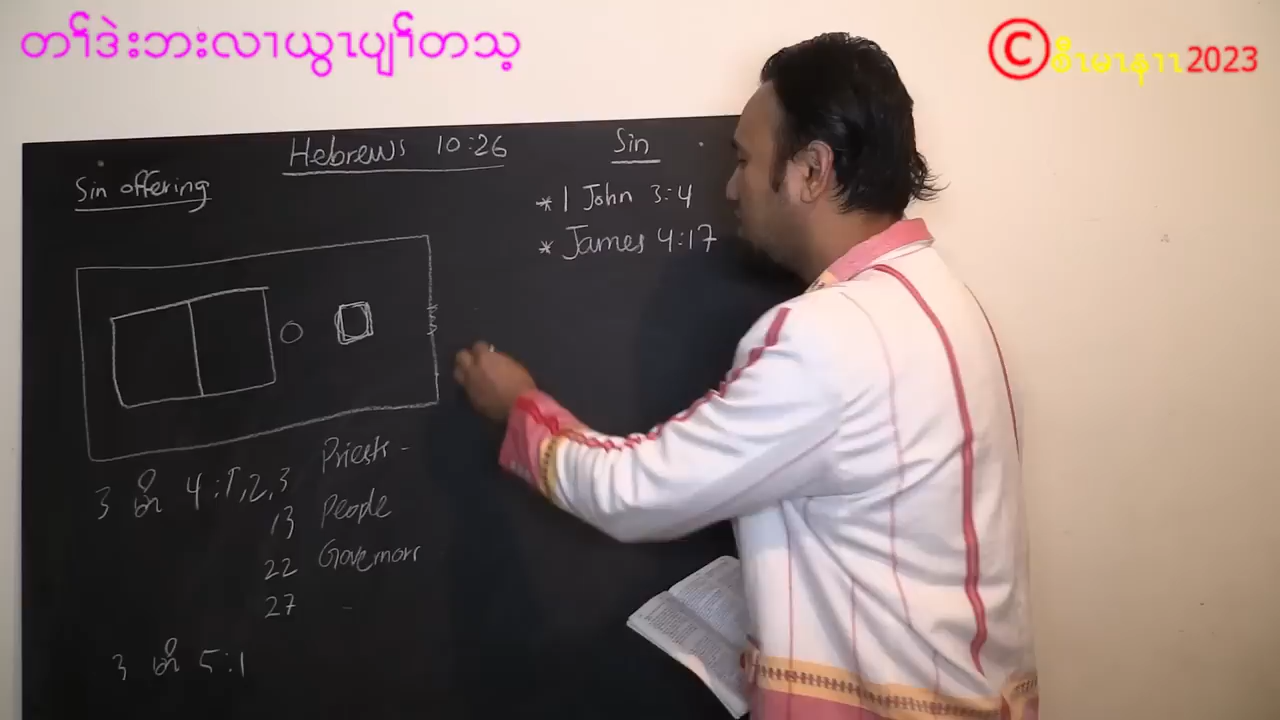 တၢ်ဒဲးဘးလၢယွၤပျၢ်တသ့
©စီၤမၤနၢၤ2023
Hebrews 10:26
Sin
Sin offering
* 1 John 3:4
* James 4:17
Priests -
3 မိၤ 4:1,2,3
13 People
22 Governors
27 -
3 မိၤ 5:1